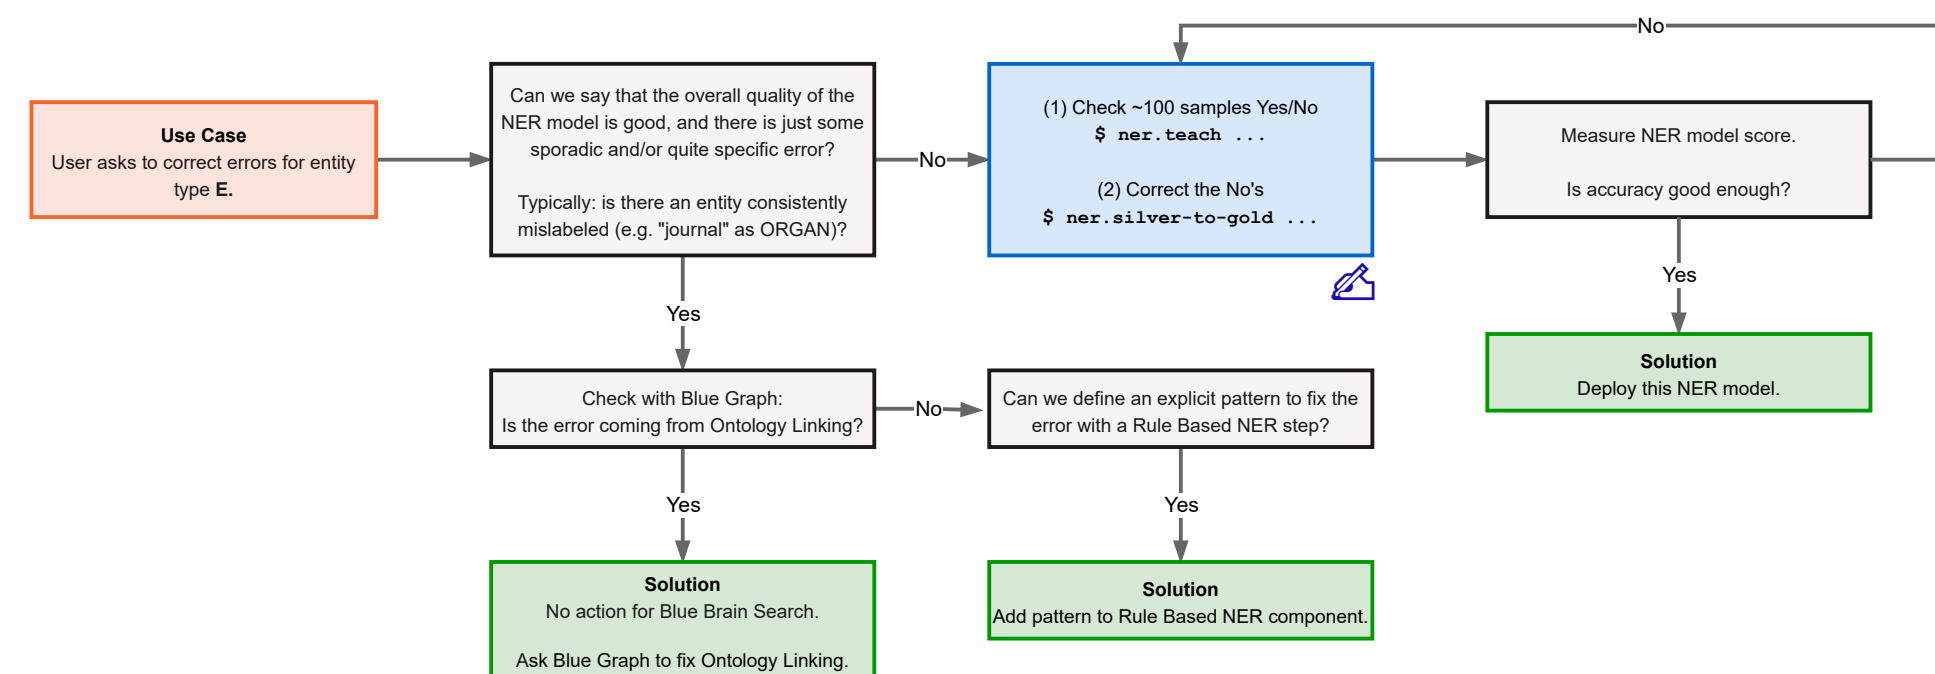 No
Use Case
User asks to correct errors for entity
type E.
Can we say that the overall quality of the
NER model is good, and there is just some
sporadic and/or quite specific error?
Typically: is there an entity consistently
mislabeled (e.g. "journal" as ORGAN)?
No
(1) Check ~100 samples Yes/No
$ ner.teach ...
(2) Correct the No's
$ ner.silver-to-gold ...
Measure NER model score.
Is accuracy good enough?
Yes
Yes
Solution
Deploy this NER model.
Check with Blue Graph:
Is the error coming from Ontology Linking?
No
Can we define an explicit pattern to fix the
error with a Rule Based NER step?
Yes
Yes
Solution
No action for Blue Brain Search.
Ask Blue Graph to fix Ontology Linking.
Solution
Add pattern to Rule Based NER component.